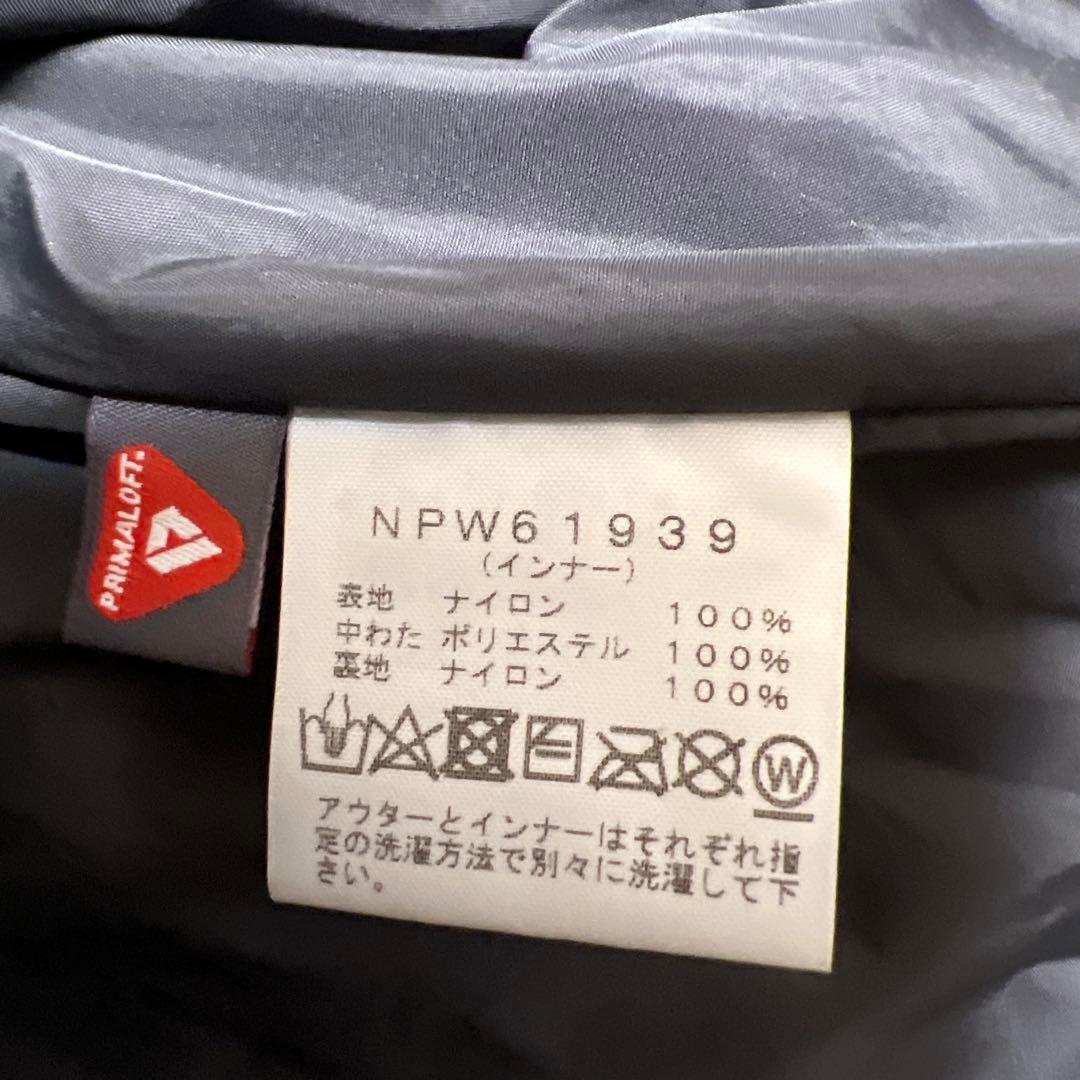 PRIMALOFT.
NPW61939
(インナー)
表地 ナイロン 100%
中わた ポリエステル 100%
裏地 ナイロン 100%
W
アウターとインナーはそれぞれ指
定の洗濯方法で別々に洗濯して下
さい。